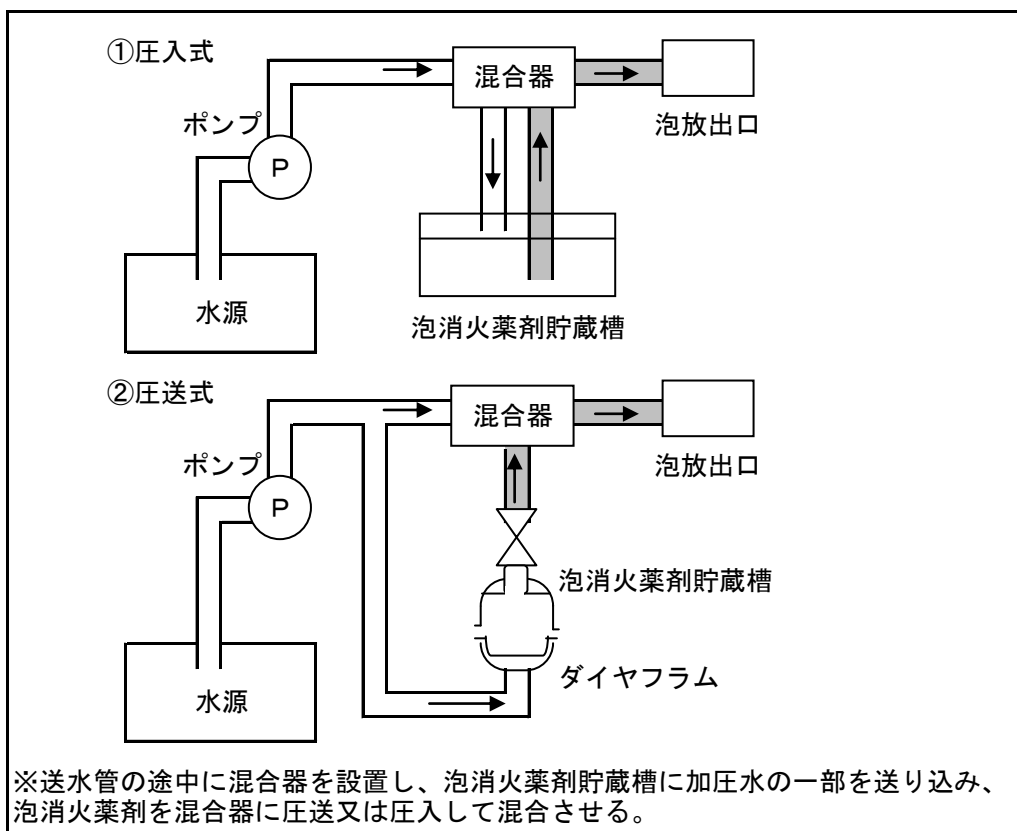 ①圧入式
混合器
泡放出口
ポンプ
P
水源
泡消火薬剤貯蔵槽
②圧送式
混合器
泡放出口
ポンプ
P
泡消火薬剤貯蔵槽
ダイヤフラム
水源
※送水管の途中に混合器を設置し、泡消火薬剤貯蔵槽に加圧水の一部を送り込み、
泡消火薬剤を混合器に圧送又は圧入して混合させる。